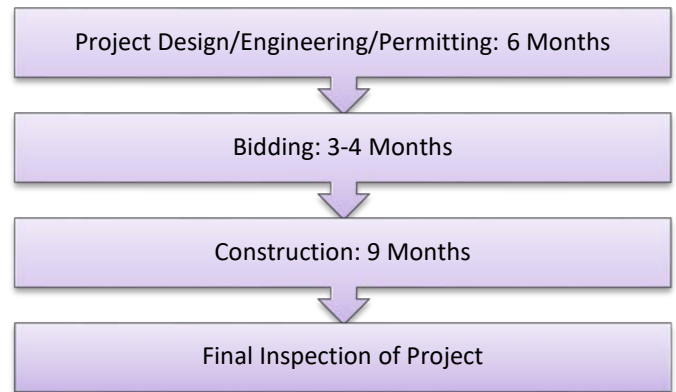 Project Design/Engineering/Permitting: 6 Months
Bidding: 3-4 Months
Construction: 9 Months
Final Inspection of Project